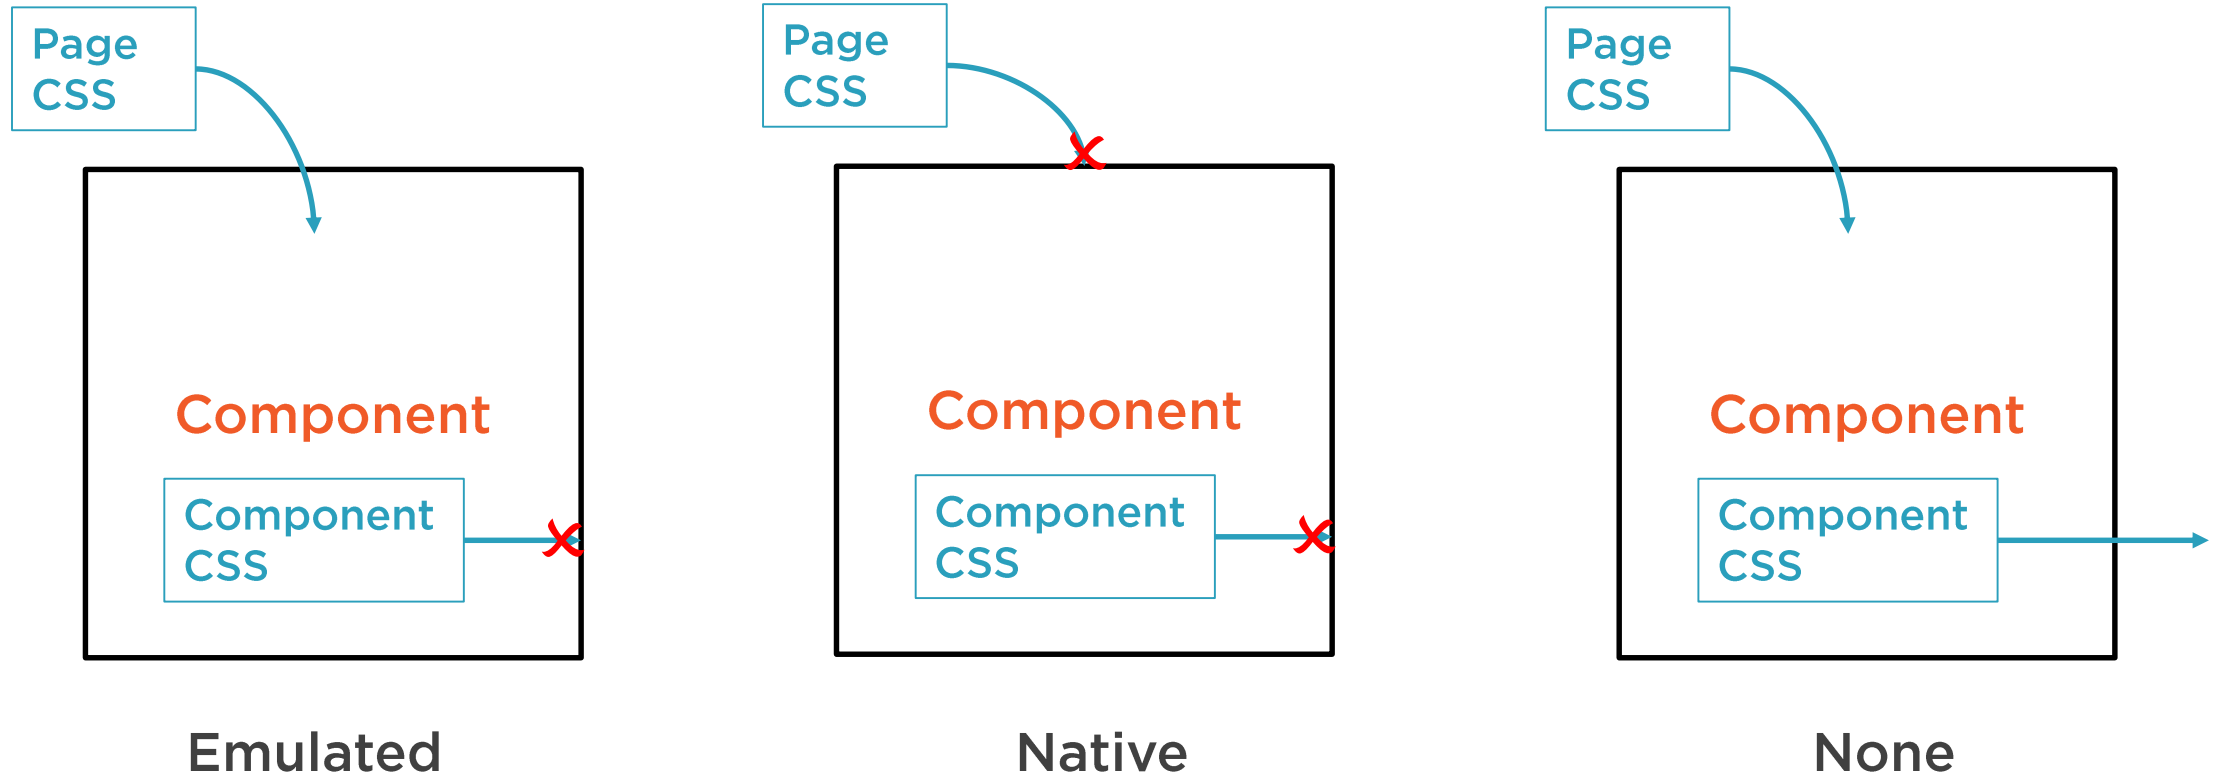 Page
CSS
Component
Component
CSS
Emulated
Page
CSS
Component
Component
CSS
Native
Page
CSS
Component
Component
CSS
None